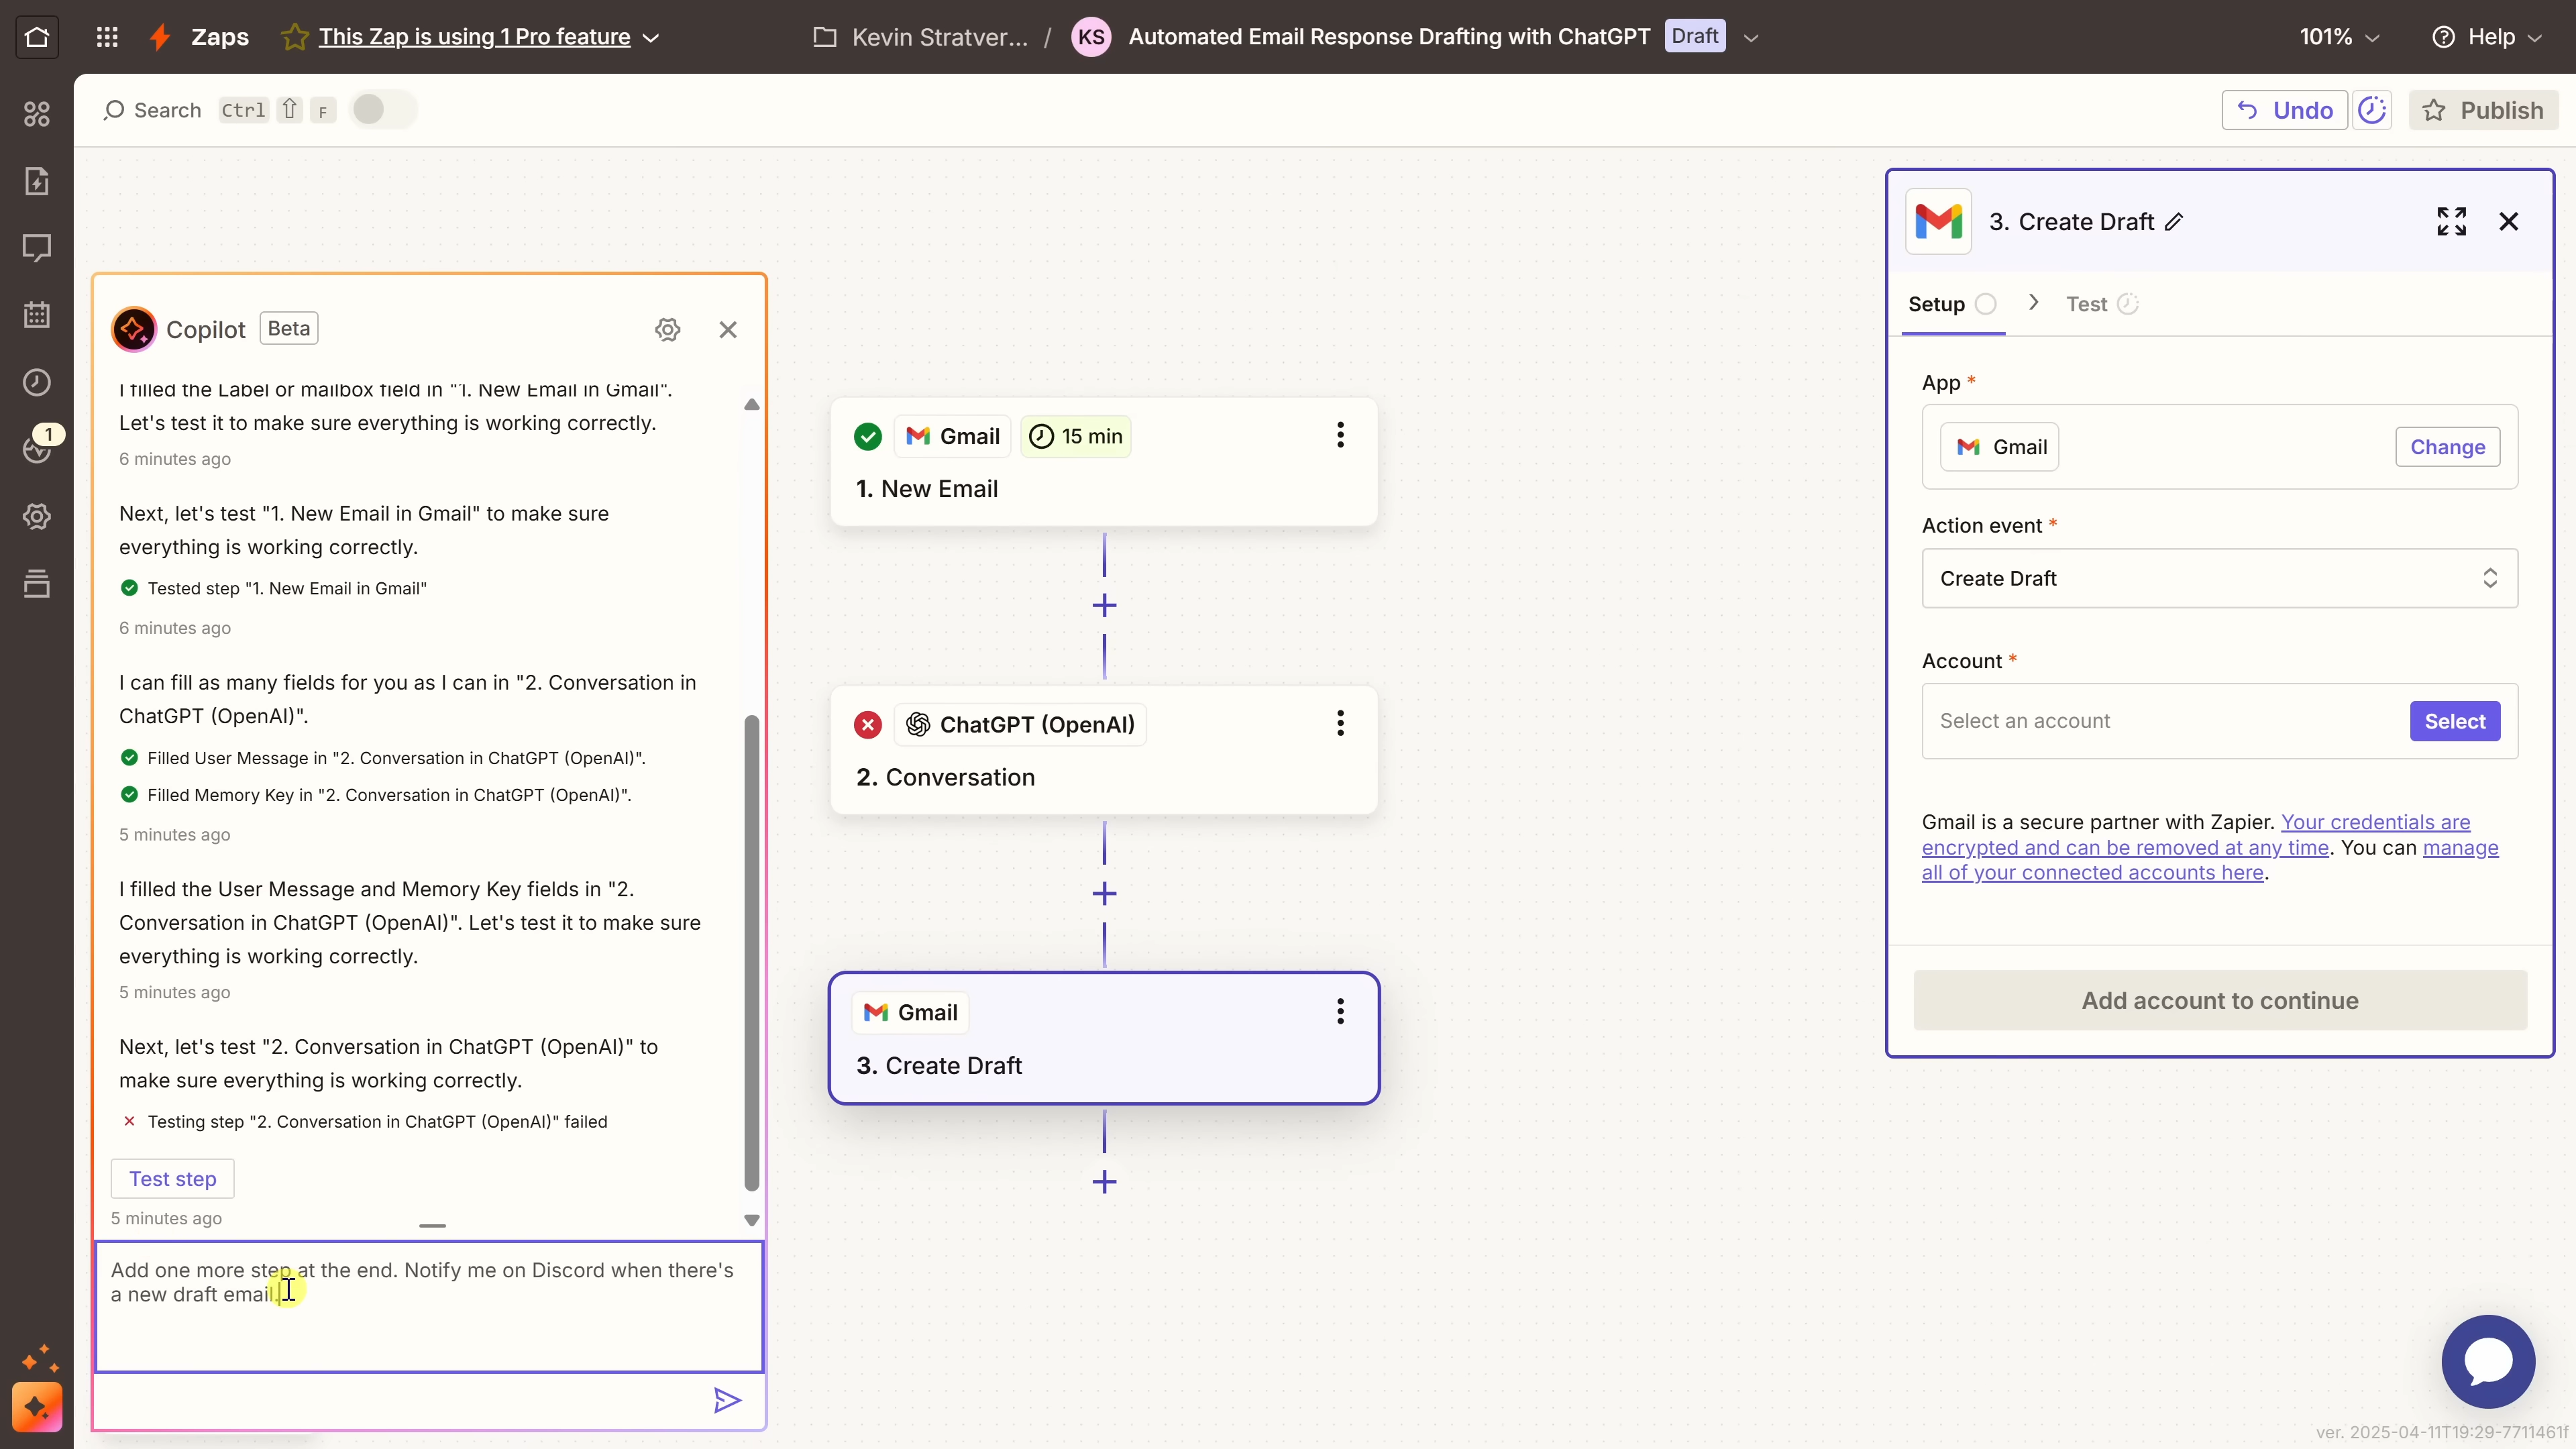 Zaps
This Zap is using 1 Pro feature
Kevin Stratver... /
KS
Automated Email Response Drafting with ChatGPT
Draft
101%
Help
Search
Ctrl
F
Undo
Publish
1
Copilot
Beta
I filled the Label or mailbox field in "1. New Email in Gmail".
Let's test it to make sure everything is working correctly.
6 minutes ago
Next, let's test "1. New Email in Gmail" to make sure
everything is working correctly.
Tested step "1. New Email in Gmail"
6 minutes ago
I can fill as many fields for you as I can in "2. Conversation in
ChatGPT (OpenAI)".
Filled User Message in "2. Conversation in ChatGPT (OpenAI)".
Filled Memory Key in "2. Conversation in ChatGPT (OpenAI)".
5 minutes ago
I filled the User Message and Memory Key fields in "2.
Conversation in ChatGPT (OpenAI)". Let's test it to make sure
everything is working correctly.
5 minutes ago
Next, let's test "2. Conversation in ChatGPT (OpenAI)" to
make sure everything is working correctly.
Testing step "2. Conversation in ChatGPT (OpenAI)" failed
Test step
5 minutes ago
Add one more step at the end. Notify me on Discord when there's
a new draft email.
Gmail
15 min
1. New Email
ChatGPT (OpenAI)
2. Conversation
Gmail
3. Create Draft
3. Create Draft
Setup
Test
App *
Gmail
Change
Action event *
Create Draft
Account *
Select an account
Select
Gmail is a secure partner with Zapier. Your credentials are
encrypted and can be removed at any time. You can manage
all of your connected accounts here.
Add account to continue
ver. 2025-04-11T19:29-7711461f